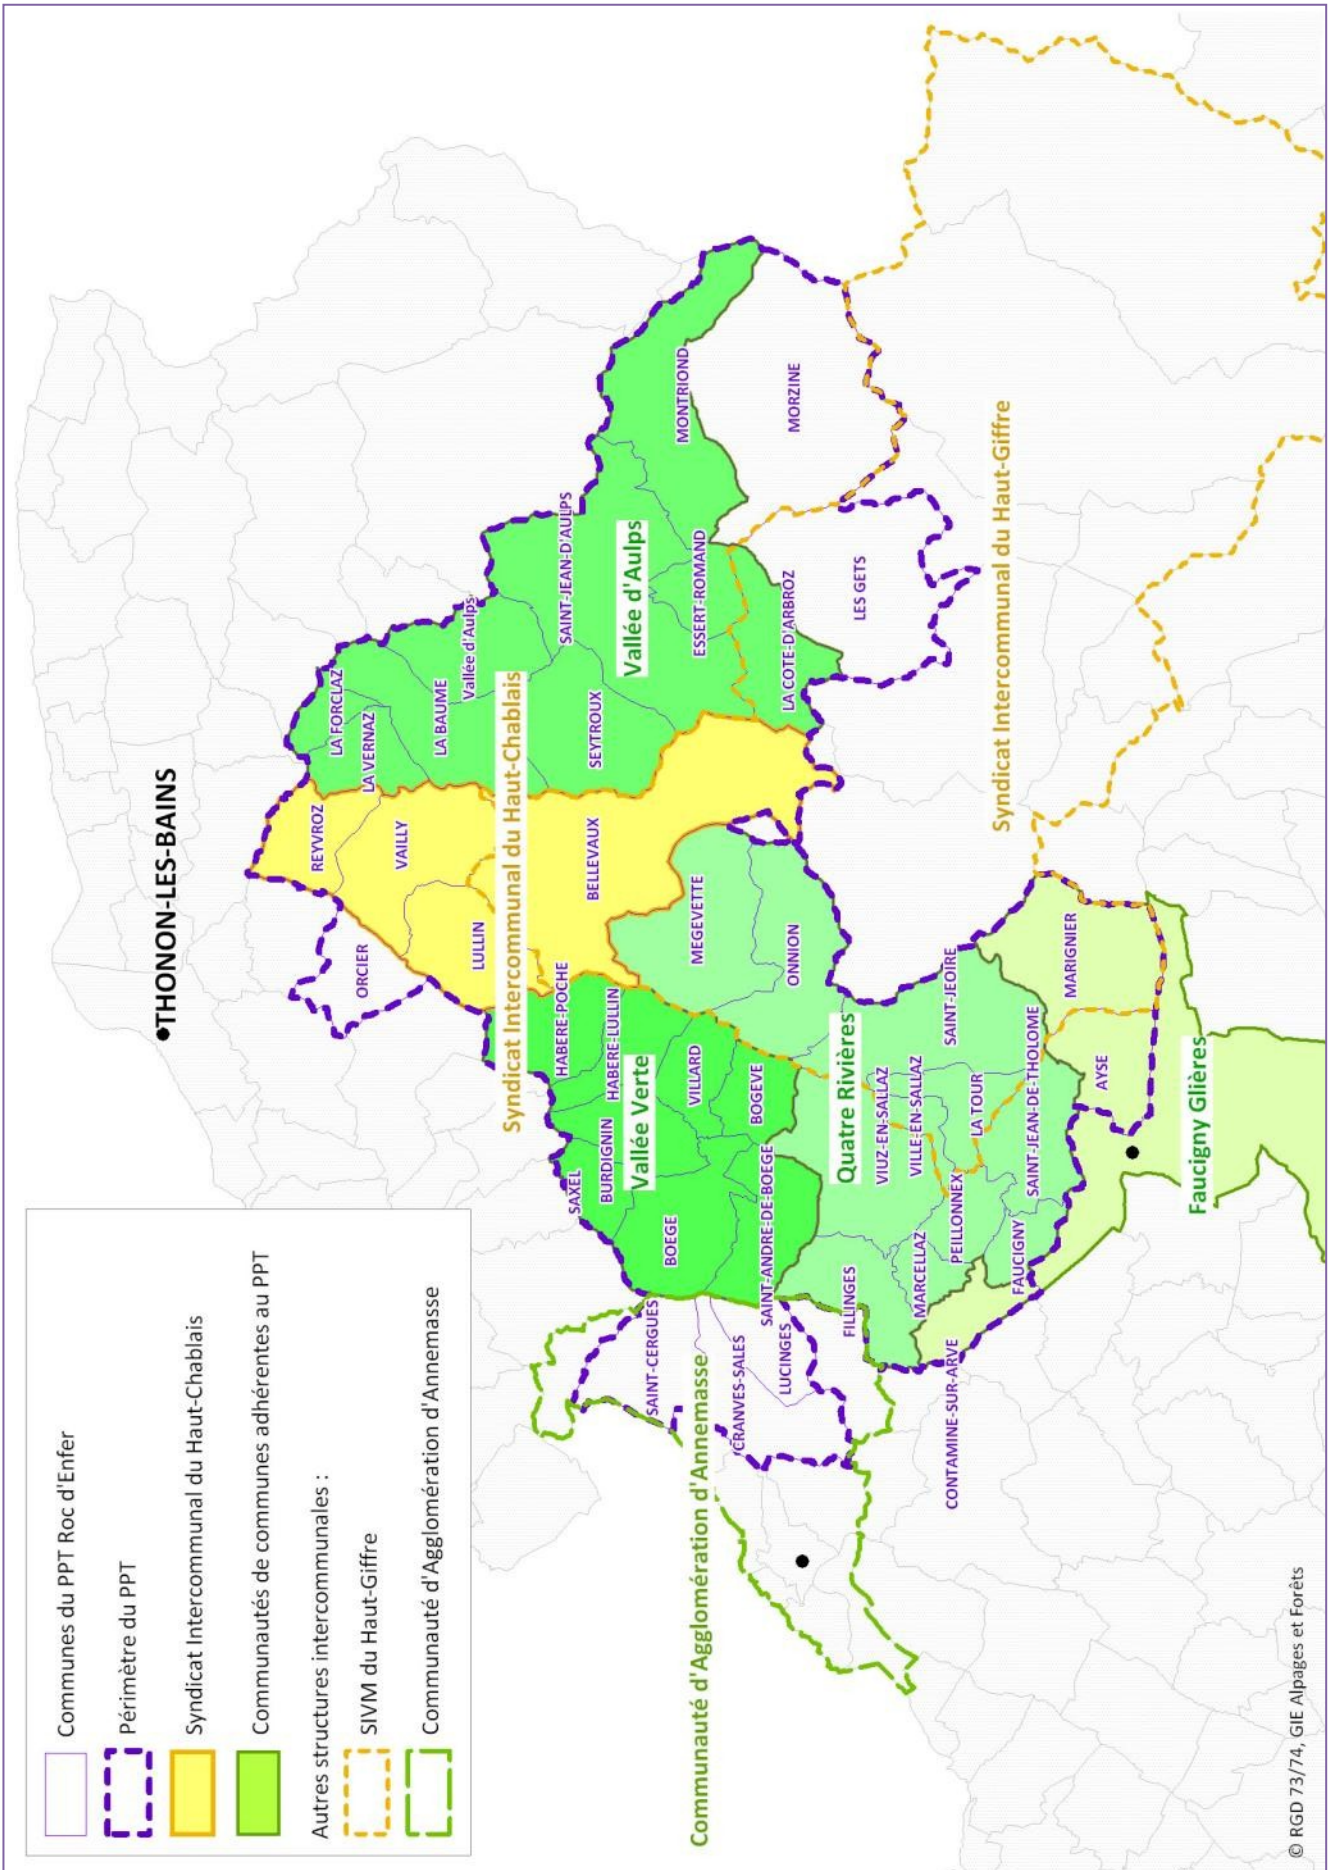 Communes du PPT Roc d'Enfer
Périmètre du PPT
Syndicat Intercommunal du Haut-Chablais
Communautés de communes adhérentes au PPT
Autres structures intercommunales :
SIVM du Haut-Giffre
Communauté d'Agglomération d'Annemasse
THONON-LES-BAINS
ORCIER
REYVROZ
LA FORCLAZ
LA VERNAZ
VAILLY
LULLIN
LA BAUME
Vallée d'Aulps
Syndicat Intercommunal du Haut-Chablais
SAINT-JEAN-D'AULPS
SEYTROUX
BELLEVAUX
HABERE-POCHE
HABERE-LULLIN
SAXEL
BURDIGNIN
Vallée Verte
Vallée d'Aulps
MONTRIOND
ESSERT-ROMAND
MEGEVETTE
VILLARD
BOEGE
SAINT-CERGUES
Communauté d'Agglomération d'Annemasse
CRANVES-SALES
LUCINGES
SAINT-ANDRE-DE-BOEGE
BOGEVE
ONNION
LA COTE-D'ARBROZ
MORZINE
LES GETS
Quatre Rivières
FILLINGES
VIUZ-EN-SALLAZ
VILLE-EN-SALLAZ
MARCELLAZ
PEILLONNEX
LA TOUR
SAINT-JEOIRE
CONTAMINE-SUR-ARVE
FAUCIGNY
SAINT-JEAN-DE-THOLOME
Syndicat Intercommunal du Haut-Giffre
MARIGNIER
AYSE
Faucigny Glières
© RGD 73/74, GIE Alpages et Forêts